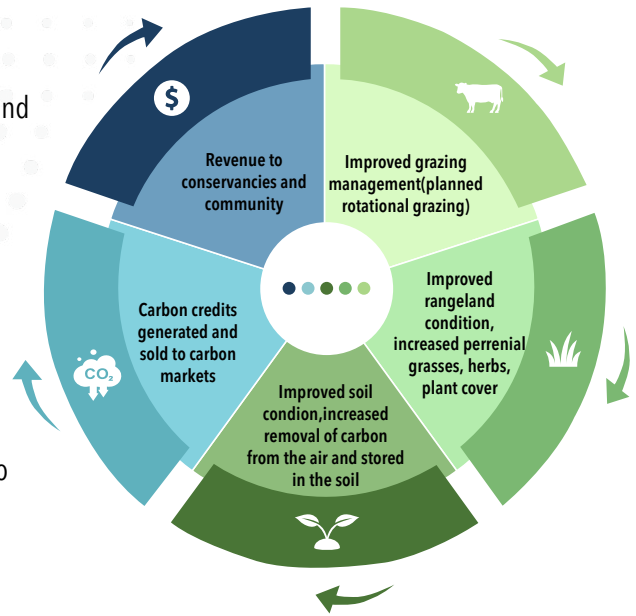 nd
$
Revenue to
conservancies and
community
Improved grazing
management(planned
rotational grazing)
Improved
rangeland
condition,
increased perrenial
grasses, herbs,
plant cover
Improved soil
condion,increased
removal of carbon
from the air and stored
in the soil
Carbon credits
generated and
sold to carbon
markets
CO₂
o